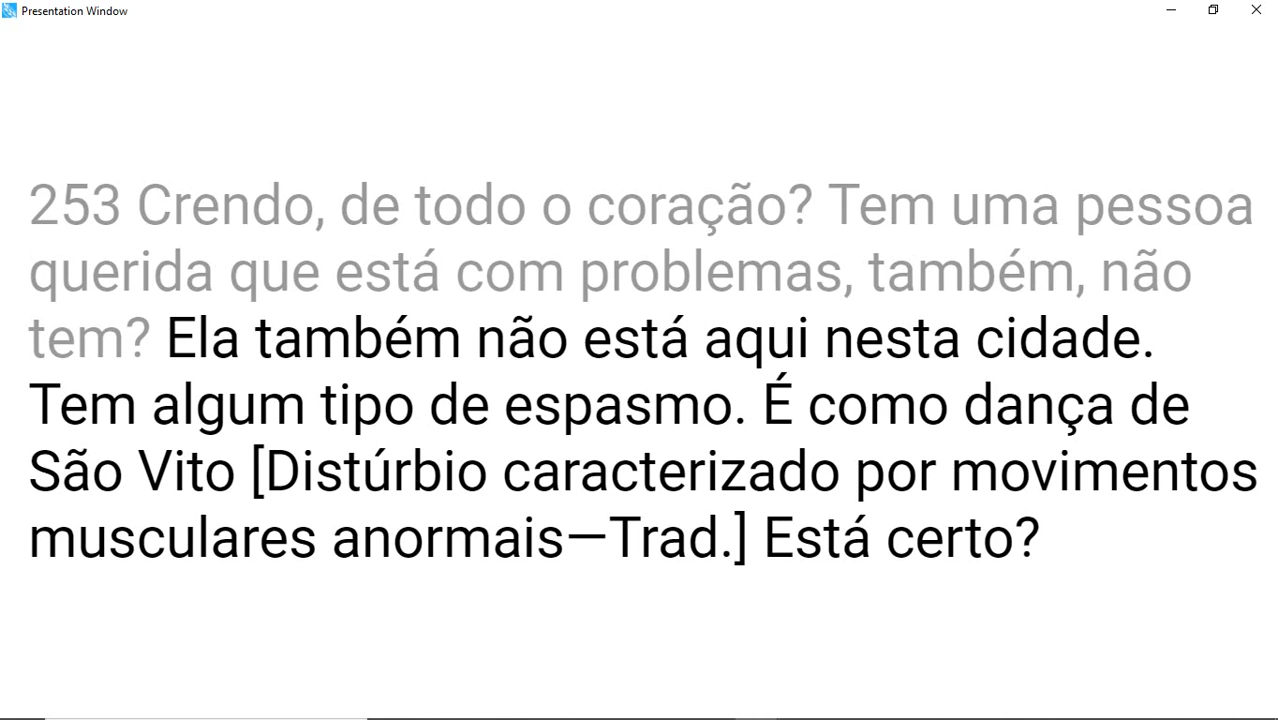 Presentation Window
253 Crendo, de todo o coração? Tem uma pessoa
querida que está com problemas, também, não
tem? Ela também não está aqui nesta cidade.
Tem algum tipo de espasmo. É como dança de
São Vito [Distúrbio caracterizado por movimentos
musculares anormais—Trad.] Está certo?